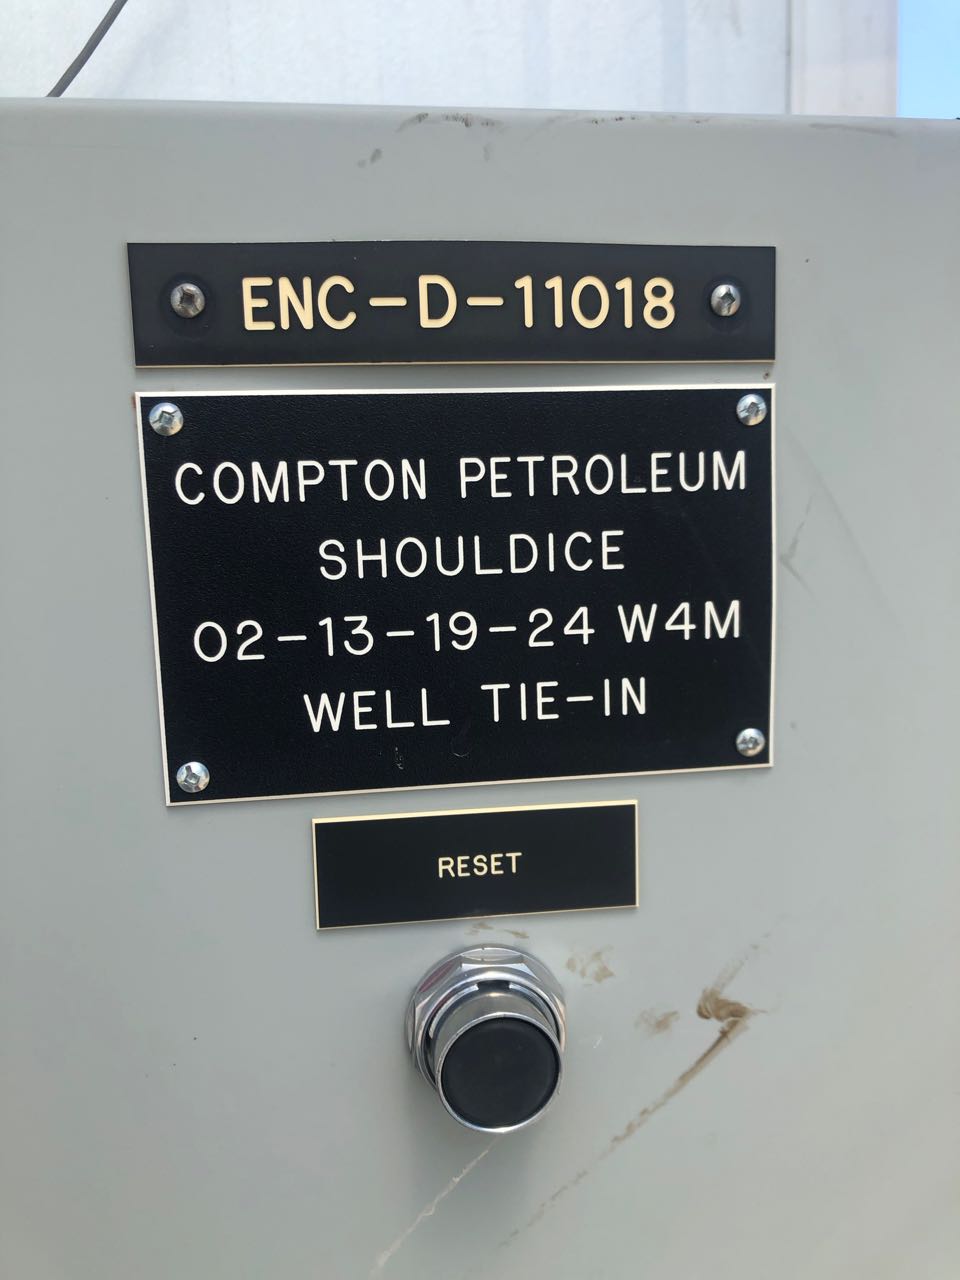 ENC-D-11018
COMPTON PETROLEUM
SHOULDICE
02-13-19-24 W4M
WELL TIE-IN
RESET